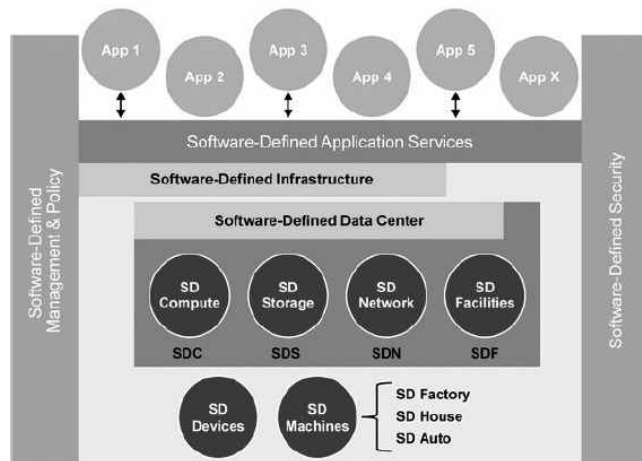 App 1
App 2
App 3
App 4
App 5
App X
Software-Defined Application Services
Software-Defined Infrastructure
Software-Defined Data Center
SD
Compute
SD
Storage
SD
Network
SD
Facilities
SDC
SDS
SDN
SDF
SD
Devices
SD
Machines
SD Factory
SD House
SD Auto
Software-Defined
Management & Policy
Software-Defined Security